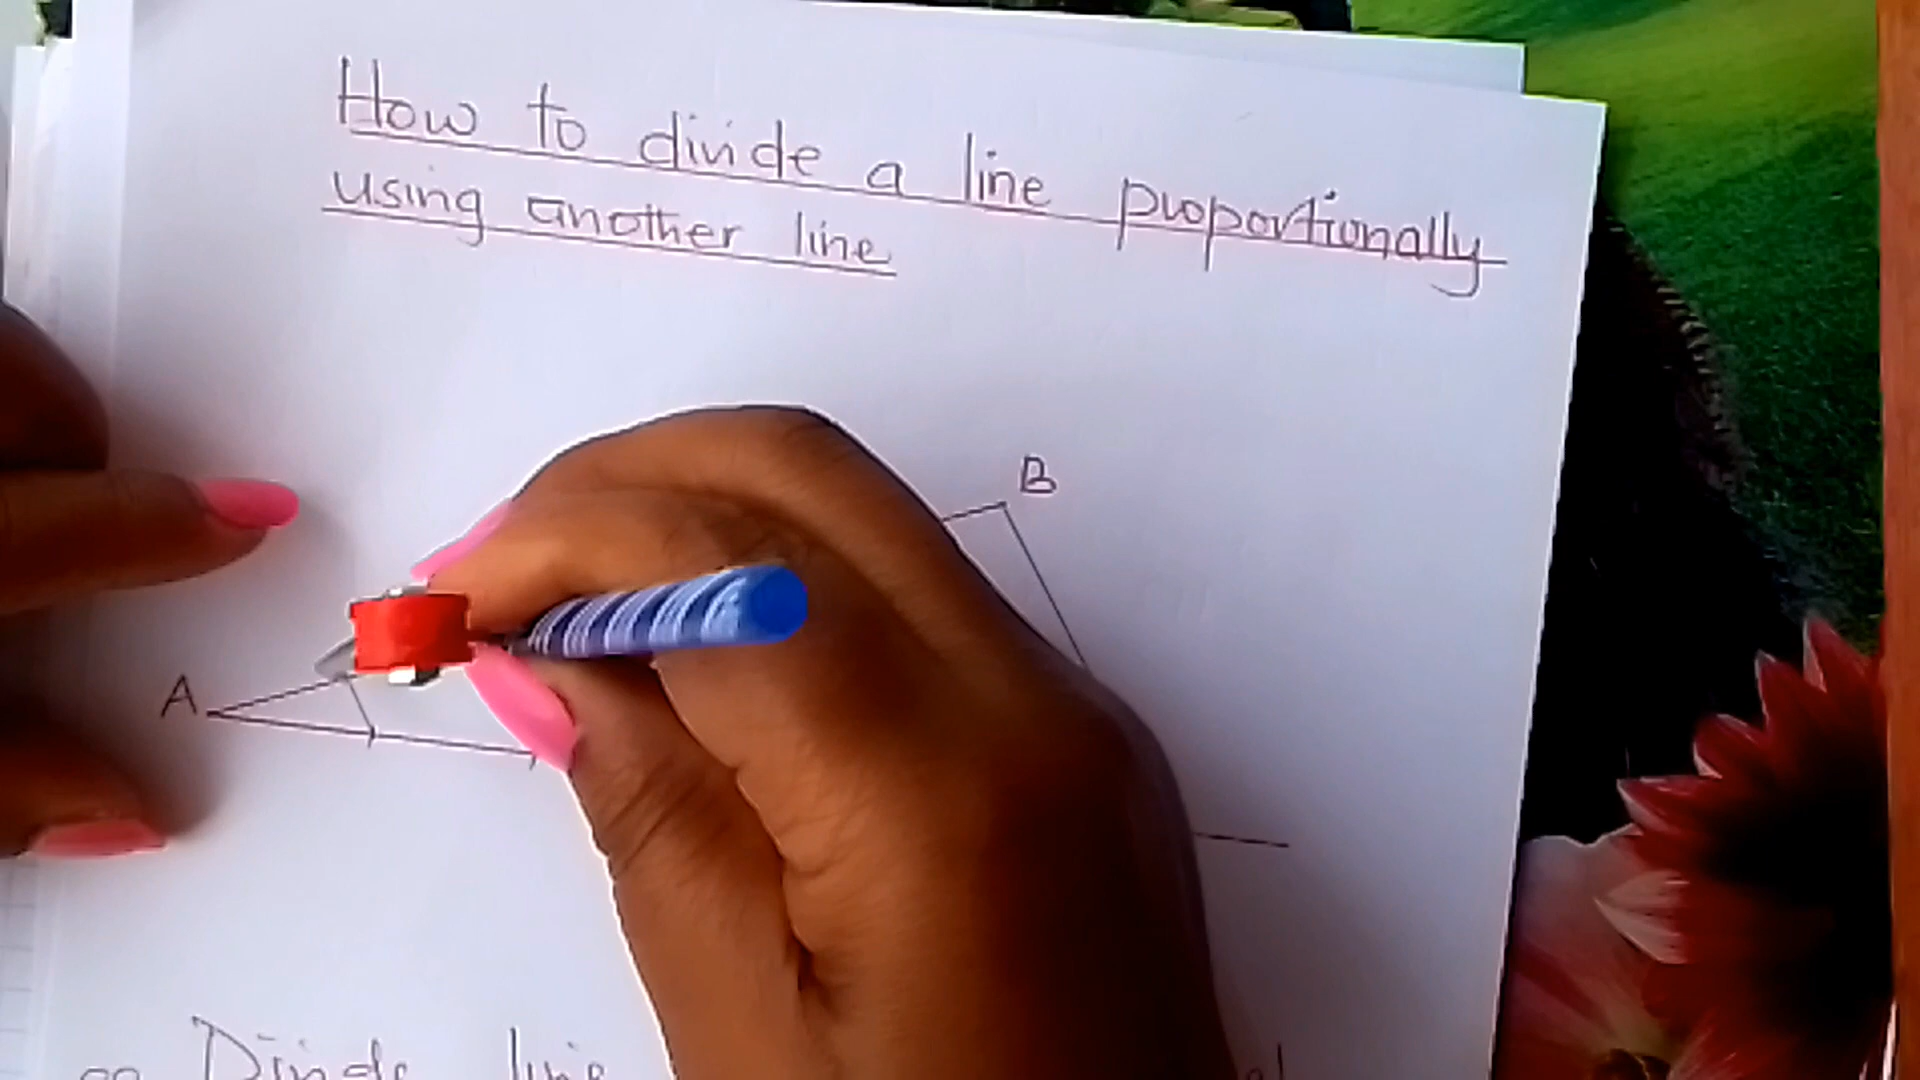 How to divide a line proportionally
using another line
B
A
Divide line